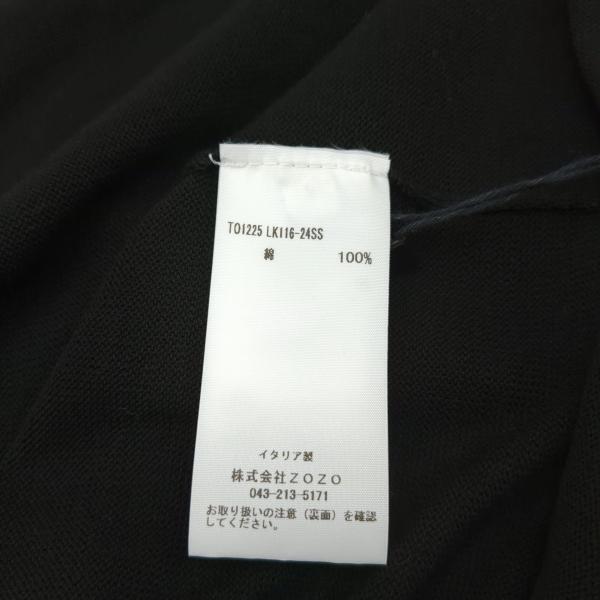 TO1225 LK116-24SS
綿 100%
イタリア製
株式会社ZOZO
043-213-5171
お取り扱いの注意（裏面）を確認
してください。